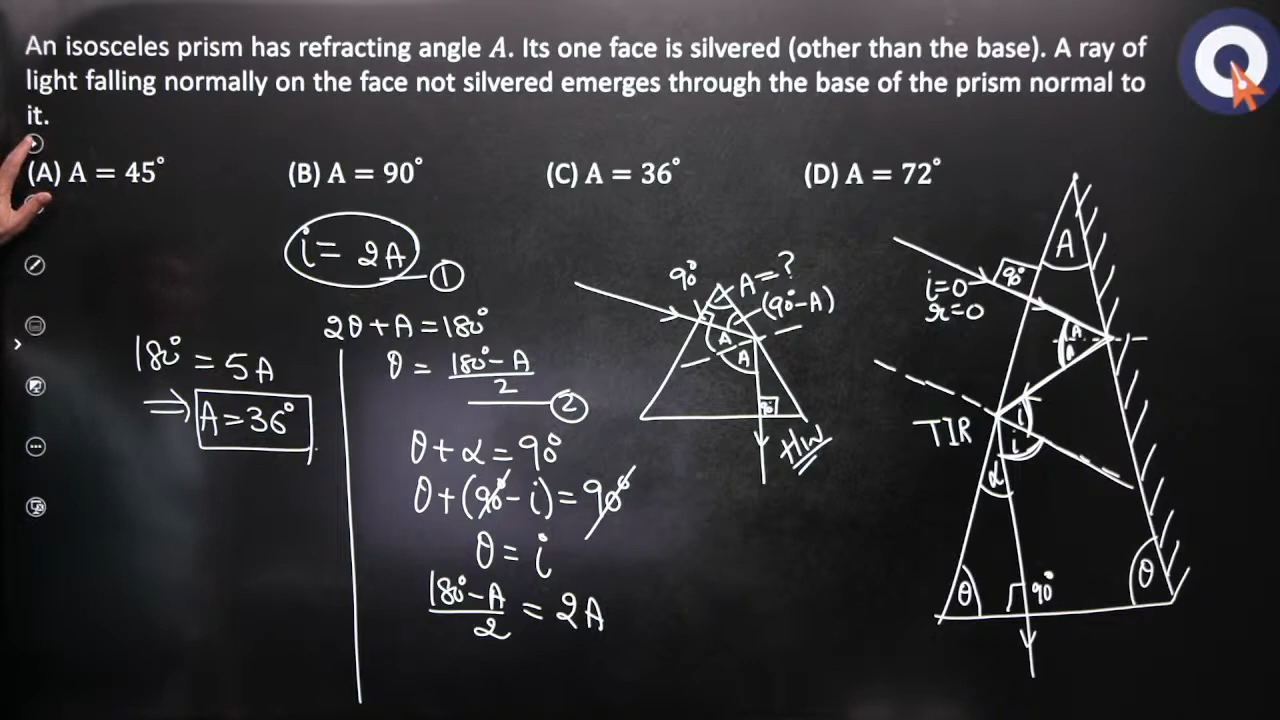 An isosceles prism has refracting angle A. Its one face is silvered (other than the base). A ray of
light falling normally on the face not silvered emerges through the base of the prism normal to
it.
(A) A = 45° (B) A = 90° (C) A = 36° (D) A = 72°
i = 2A ①
2θ + A = 180°
θ = (180° - A)/2 ②
θ + α = 90°
θ + (90° - i) = 90°
θ = i
(180° - A)/2 = 2A
180° = 5A
⇒ A = 36°
90° A = ?
(90° - A)
A
A
90°
HW
A
90°
i = 0
r = 0
A
A
TIR
i
i
α
θ
90°
θ